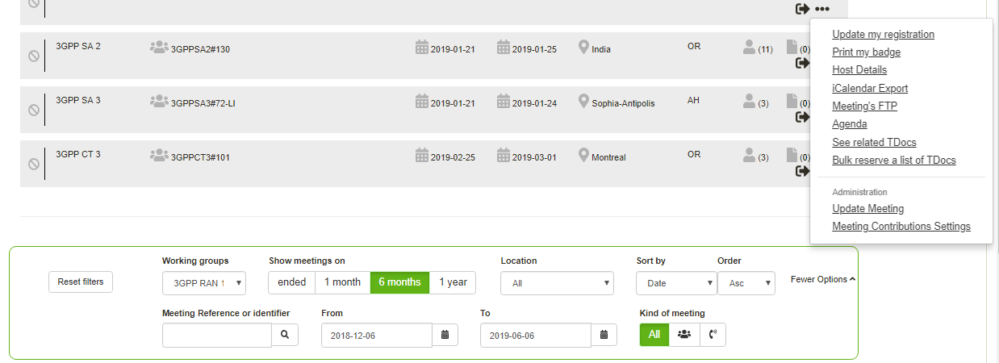 3GPP SA 2 3GPPSA2#130 2019-01-21 2019-01-25 India OR (11) (0)
3GPP SA 3 3GPPSA3#72-LI 2019-01-21 2019-01-24 Sophia-Antipolis AH (3) (0)
3GPP CT 3 3GPPCT3#101 2019-02-25 2019-03-01 Montreal OR (3) (0)
Update my registration
Print my badge
Host Details
iCalendar Export
Meeting's FTP
Agenda
See related TDocs
Bulk reserve a list of TDocs
Administration
Update Meeting
Meeting Contributions Settings
Working groups Show meetings on Location Sort by Order
Reset filters 3GPP RAN 1 ended 1 month 6 months 1 year All Date Asc Fewer Options
Meeting Reference or identifier From To Kind of meeting
2018-12-06 2019-06-06 All